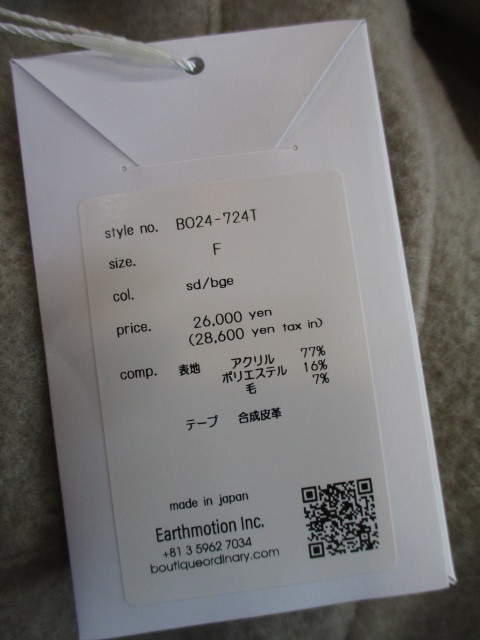 style no. BO24-724T
size. F
col. sd/bge
price. 26,000 yen
(28,600 yen tax in)
comp. 表地 アクリル 77%
ポリエステル 16%
毛 7%
テープ 合成皮革
made in japan
Earthmotion Inc.
+81 3 5962 7034
boutiqueordinary.com